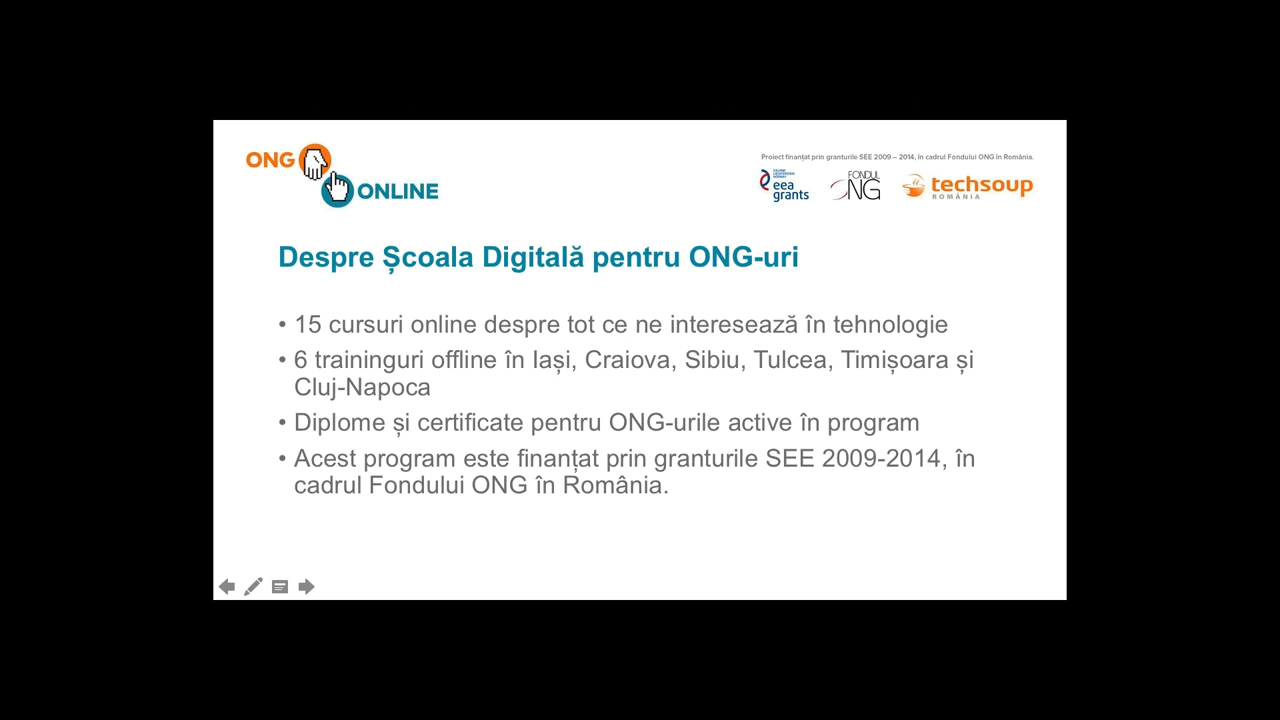 ONG
ONLINE
Proiect finanțat prin granturile SEE 2009 – 2014, în cadrul Fondului ONG în România.
ICELAND
LIECHTENSTEIN
NORWAY
eea
grants
FONDUL
ONG
techsoup
ROMÂNIA
Despre Școala Digitală pentru ONG-uri
• 15 cursuri online despre tot ce ne interesează în tehnologie
• 6 traininguri offline în Iași, Craiova, Sibiu, Tulcea, Timișoara și
Cluj-Napoca
• Diplome și certificate pentru ONG-urile active în program
• Acest program este finanțat prin granturile SEE 2009-2014, în
cadrul Fondului ONG în România.